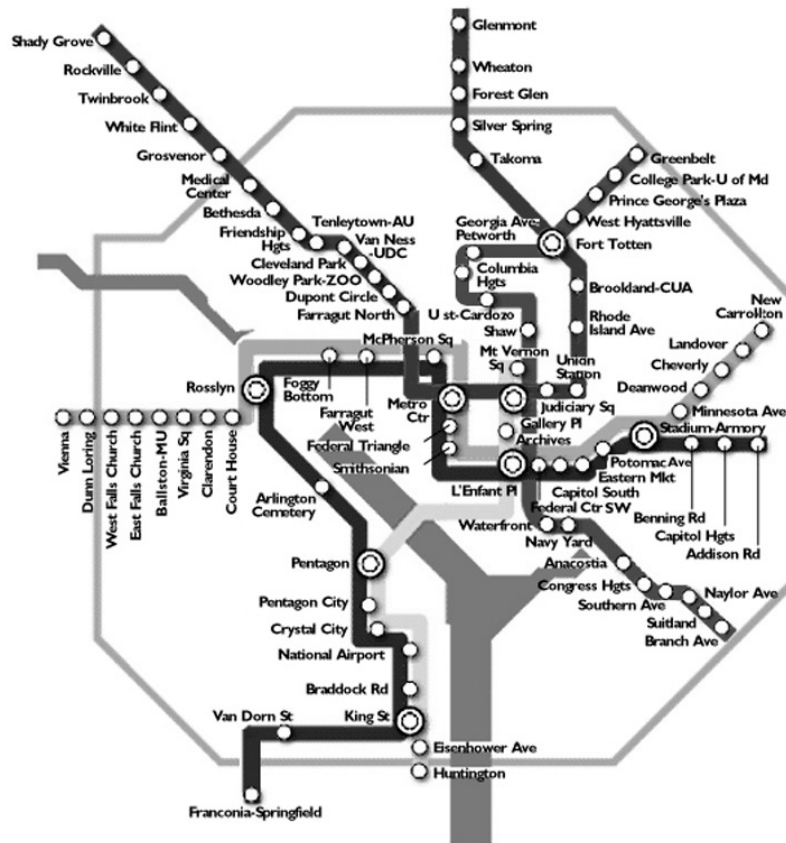 Glenmont
Shady Grove
Rockville
Wheaton
Twinbrook
Forest Glen
White Flint
Silver Spring
Grosvenor
Takoma
Greenbelt
Medical
Center
College Park-U of Md
Prince George's Plaza
Bethesda
Tenleytown-AU
Georgia Ave-
Petworth
West Hyattsville
Friendship
Hgts
Van Ness
-UDC
Fort Totten
Cleveland Park
Woodley Park-ZOO
Columbia
Hgts
Brookland-CUA
Dupont Circle
Farragut North
U st-Cardozo
New
Carrollton
Rhode
Island Ave
Shaw
McPherson Sq
Landover
Mt Vernon
Sq
Union
Station
Cheverly
Foggy
Bottom
Rosslyn
Farragut
West
Metro
Ctr
Judiciary Sq
Deanwood
Minnesota Ave
Gallery Pl
Archives
Stadium-Armory
Federal Triangle
Smithsonian
Potomac Ave
Eastern Mkt
Capitol South
Federal Ctr SW
L'Enfant Pl
Vienna
Dunn Loring
West Falls Church
East Falls Church
Ballston-MU
Virginia Sq
Clarendon
Court House
Arlington
Cemetery
Waterfront
Navy Yard
Benning Rd
Capitol Hgts
Addison Rd
Pentagon
Anacostia
Congress Hgts
Southern Ave
Naylor Ave
Suitland
Branch Ave
Pentagon City
Crystal City
National Airport
Braddock Rd
Van Dorn St
King St
Eisenhower Ave
Huntington
Franconia-Springfield